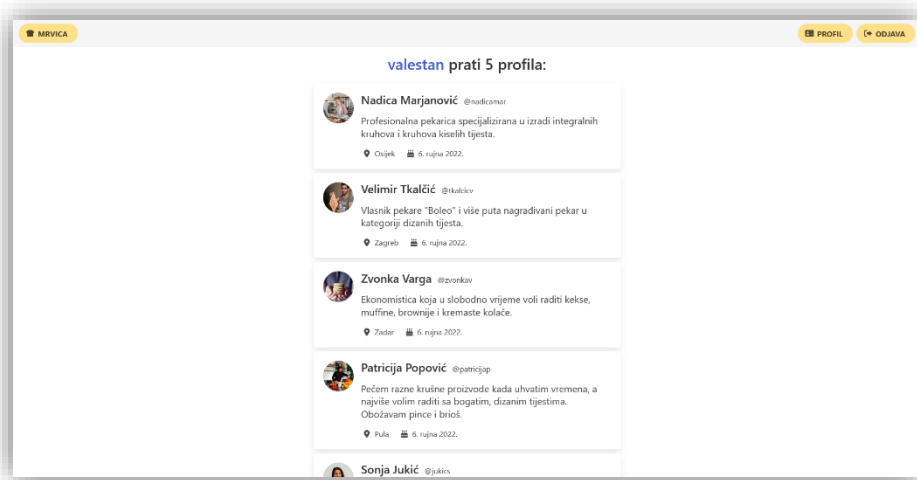 MRVICA
PROFIL
ODJAVA
valestan prati 5 profila:
Nadica Marjanović @nadicamar
Profesionalna pekarica specijalizirana u izradi integralnih
kruhova i kruhova kiselih tijesta.
Osijek 6. rujna 2022.
Velimir Tkalčić @tkalcicv
Vlasnik pekare "Boleo" i više puta nagrađivani pekar u
kategoriji dizanih tijesta.
Zagreb 6. rujna 2022.
Zvonka Varga @zvonkav
Ekonomistica koja u slobodno vrijeme voli raditi kekse,
muffine, brownije i kremaste kolače.
Zadar 6. rujna 2022.
Patricija Popović @patricijap
Pečem razne krušne proizvode kada uhvatim vremena, a
najviše volim raditi sa bogatim, dizanim tijestima.
Obožavam pince i brioš.
Pula 6. rujna 2022.
Sonja Jukić @jukics